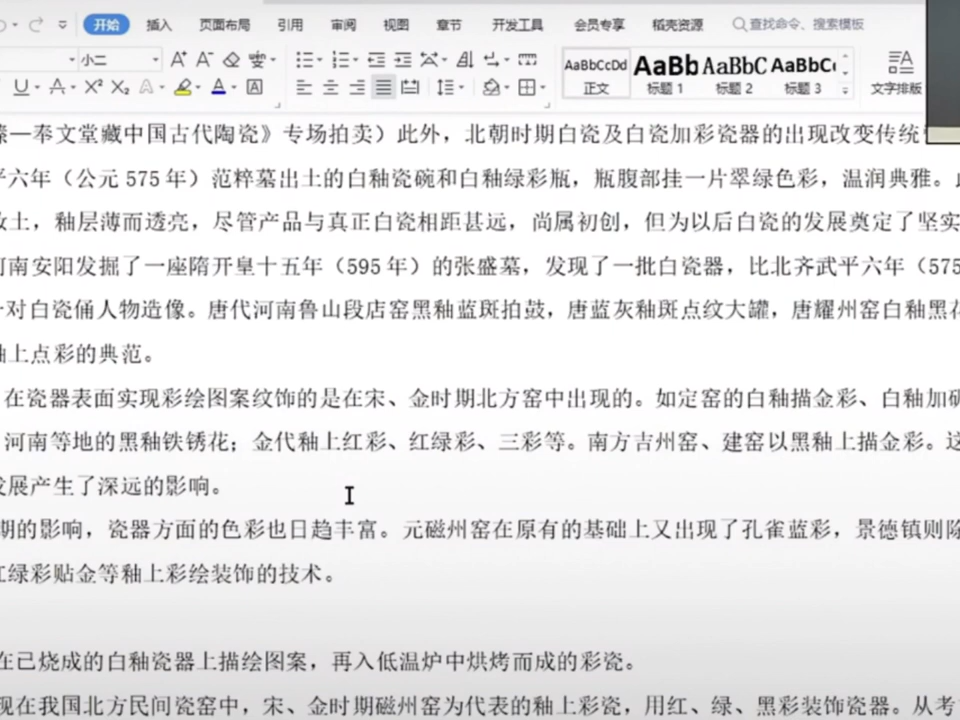 开始 插入 页面布局 引用 审阅 视图 章节 开发工具 会员专享 稻壳资源 查找命令、搜索模板
小二 A⁺ A⁻
U A X² X₂ A A A
AaBbCcDd AaBb AaBbC AaBbC
正文 标题 1 标题 2 标题 3 文字排版
臻—奉文堂藏中国古代陶瓷》专场拍卖）此外，北朝时期白瓷及白瓷加彩瓷器的出现改变传统
平六年（公元 575 年）范粹墓出土的白釉瓷碗和白釉绿彩瓶，瓶腹部挂一片翠绿色彩，温润典雅。
土，釉层薄而透亮，尽管产品与真正白瓷相距甚远，尚属初创，但为以后白瓷的发展奠定了坚实
河南安阳发掘了一座隋开皇十五年（595 年）的张盛墓，发现了一批白瓷器，比北齐武平六年（575
对白瓷俑人物造像。唐代河南鲁山段店窑黑釉蓝斑拍鼓，唐蓝灰釉斑点纹大罐，唐耀州窑白釉黑花
釉上点彩的典范。
在瓷器表面实现彩绘图案纹饰的是在宋、金时期北方窑中出现的。如定窑的白釉描金彩、白釉加
河南等地的黑釉铁锈花；金代釉上红彩、红绿彩、三彩等。南方吉州窑、建窑以黑釉上描金彩。这
发展产生了深远的影响。
期的影响，瓷器方面的色彩也日趋丰富。元磁州窑在原有的基础上又出现了孔雀蓝彩，景德镇则除
红绿彩贴金等釉上彩绘装饰的技术。
在已烧成的白釉瓷器上描绘图案，再入低温炉中烘烤而成的彩瓷。
现在我国北方民间瓷窑中，宋、金时期磁州窑为代表的釉上彩瓷，用红、绿、黑彩装饰瓷器。从考